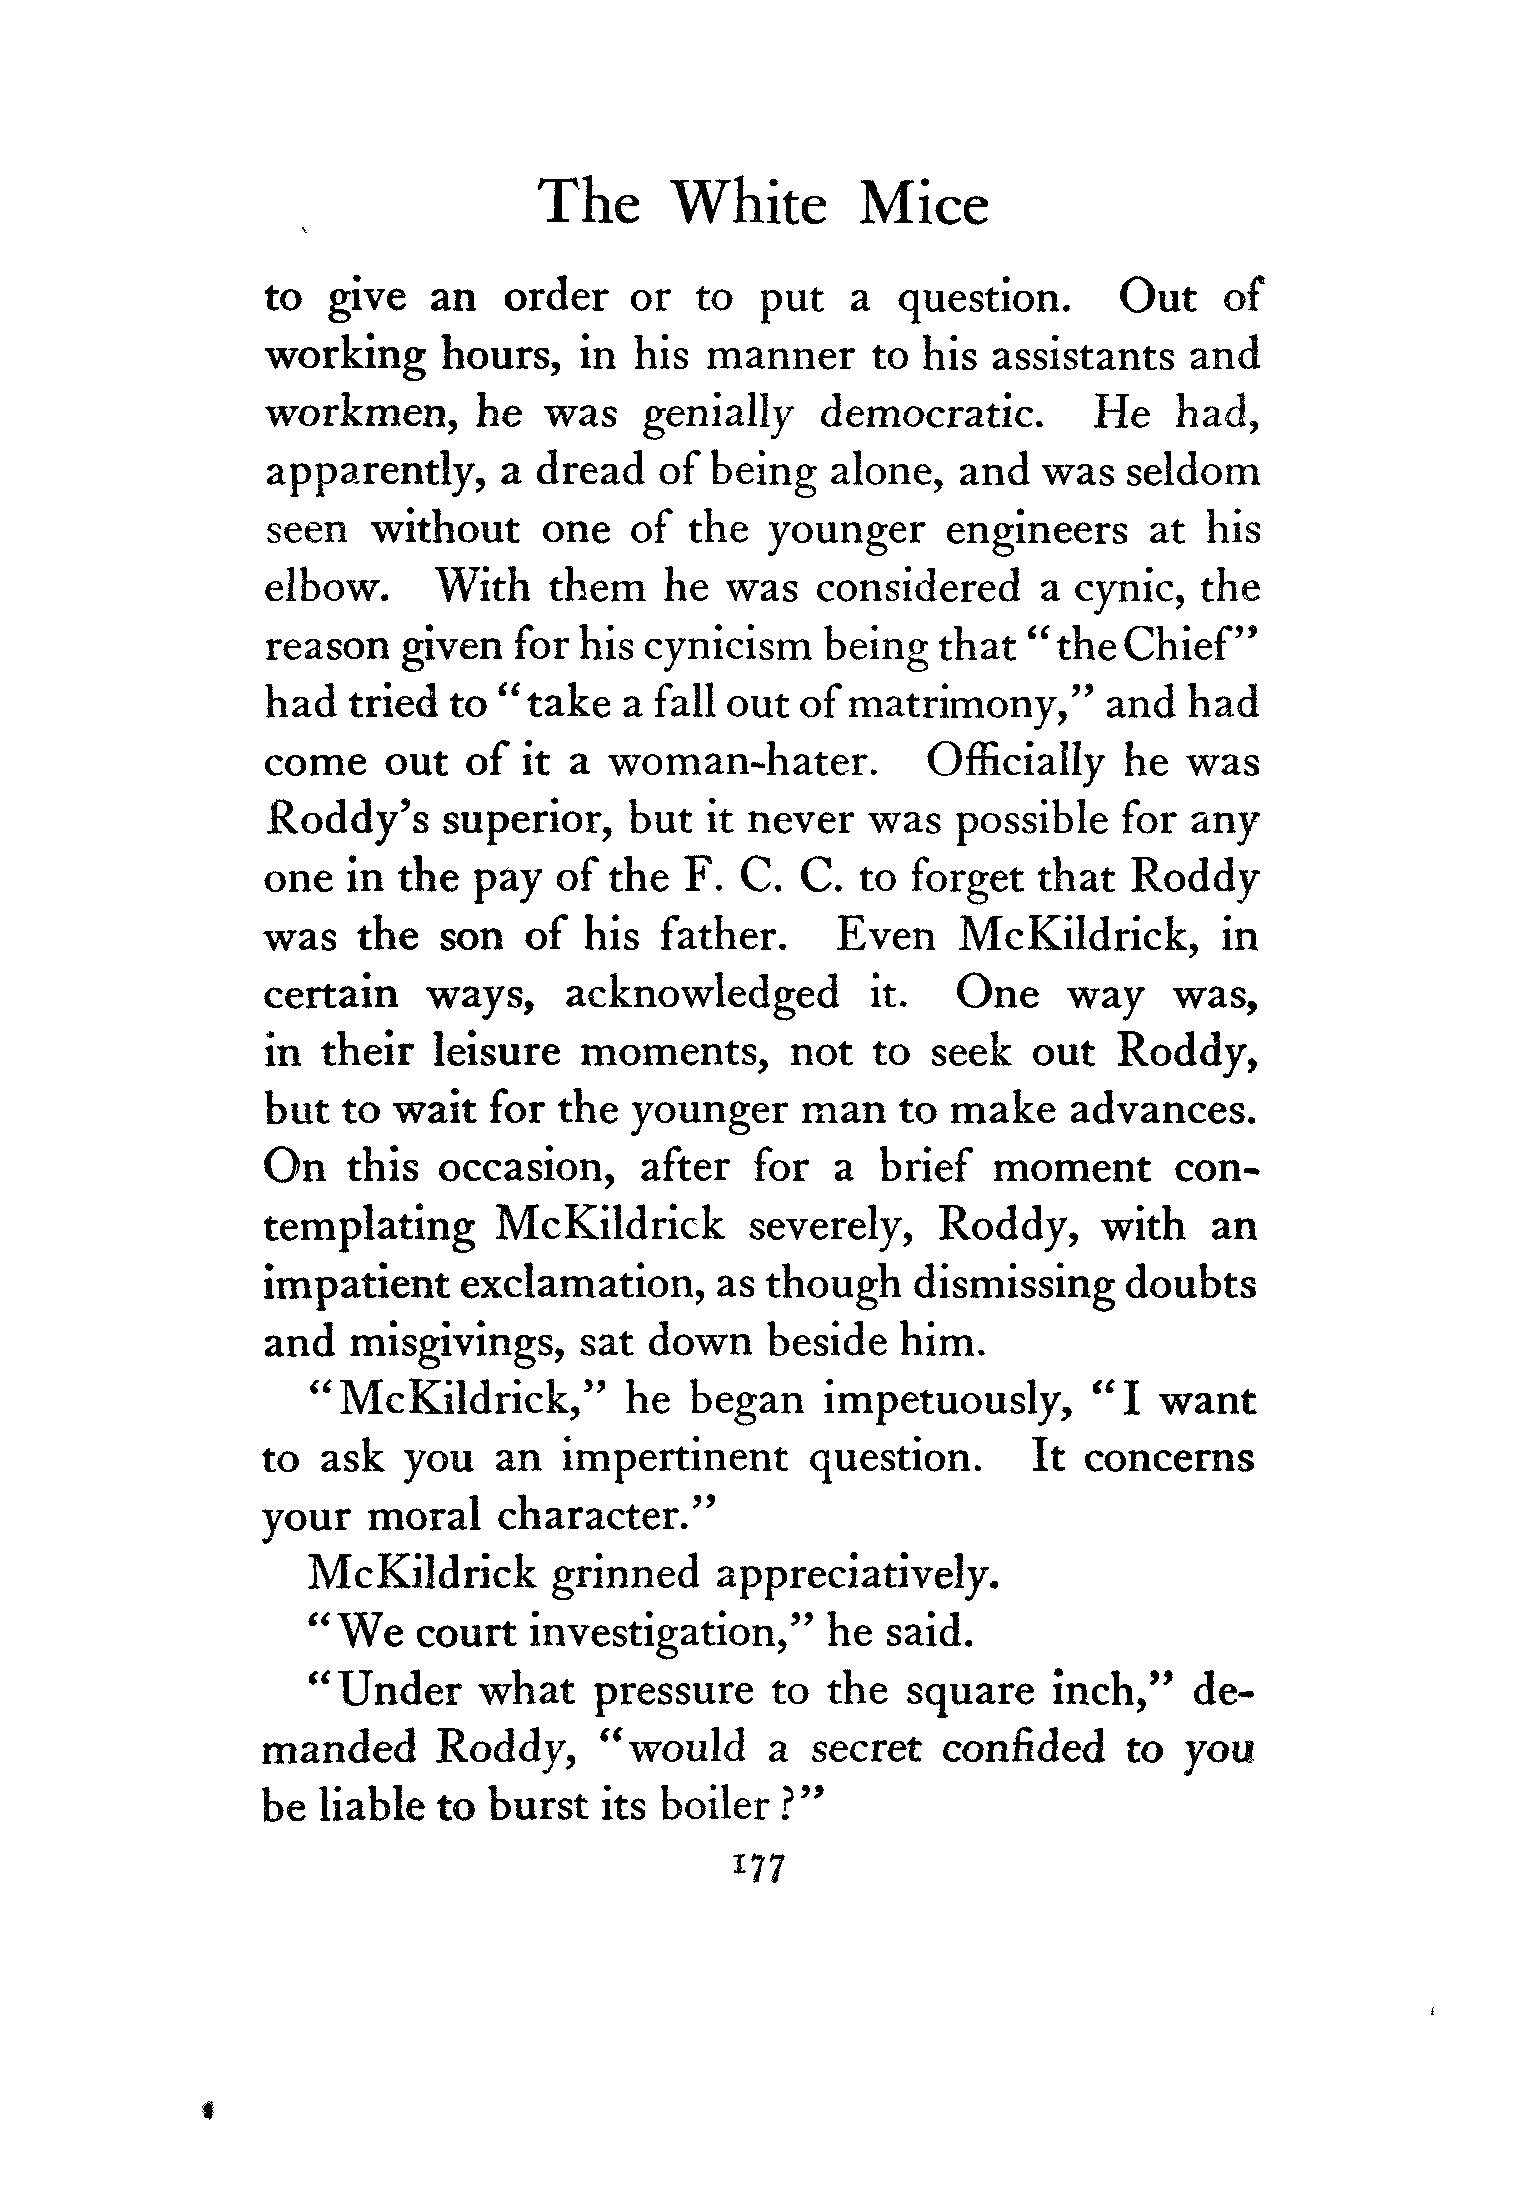 The White Mice
to give an order or to put a question. Out of
working hours, in his manner to his assistants and
workmen, he was genially democratic. He had,
apparently, a dread of being alone, and was seldom
seen without one of the younger engineers at his
elbow. With them he was considered a cynic, the
reason given for his cynicism being that “the Chief”
had tried to “take a fall out of matrimony,” and had
come out of it a woman-hater. Officially he was
Roddy’s superior, but it never was possible for any
one in the pay of the F. C. C. to forget that Roddy
was the son of his father. Even McKildrick, in
certain ways, acknowledged it. One way was,
in their leisure moments, not to seek out Roddy,
but to wait for the younger man to make advances.
On this occasion, after for a brief moment con-
templating McKildrick severely, Roddy, with an
impatient exclamation, as though dismissing doubts
and misgivings, sat down beside him.
“McKildrick,” he began impetuously, “I want
to ask you an impertinent question. It concerns
your moral character.”
McKildrick grinned appreciatively.
“We court investigation,” he said.
“Under what pressure to the square inch,” de-
manded Roddy, “would a secret confided to you
be liable to burst its boiler?”
177